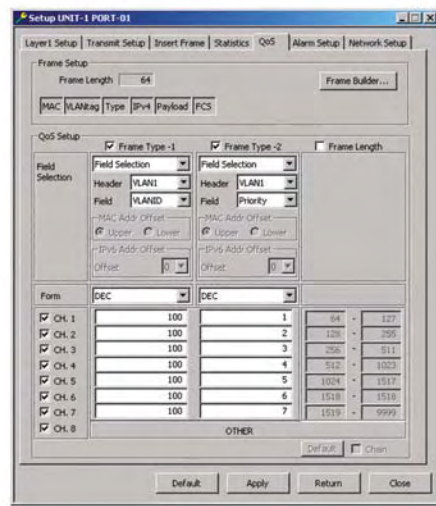 Setup UNIT-1 PORT-01
Layer1 Setup Transmit Setup Insert Frame Statistics QoS Alarm Setup Network Setup
Frame Setup
Frame Length 64 Frame Builder...
MAC VLANtag Type IPv4 Payload FCS
QoS Setup
Frame Type -1 Frame Type -2 Frame Length
Field Selection Field Selection Field Selection
Header VLAN1 Header VLAN1
Field VLANID Field Priority
MAC Addr Offset MAC Addr Offset
Upper Lower Upper Lower
IPv6 Addr Offset IPv6 Addr Offset
Offset 0 Offset 0
Form DEC DEC
CH. 1 100 1 64 - 127
CH. 2 100 2 128 - 255
CH. 3 100 3 256 - 511
CH. 4 100 4 512 - 1023
CH. 5 100 5 1024 - 1517
CH. 6 100 6 1518 - 1518
CH. 7 100 7 1519 - 9999
CH. 8 OTHER
Default Chain
Default Apply Return Close